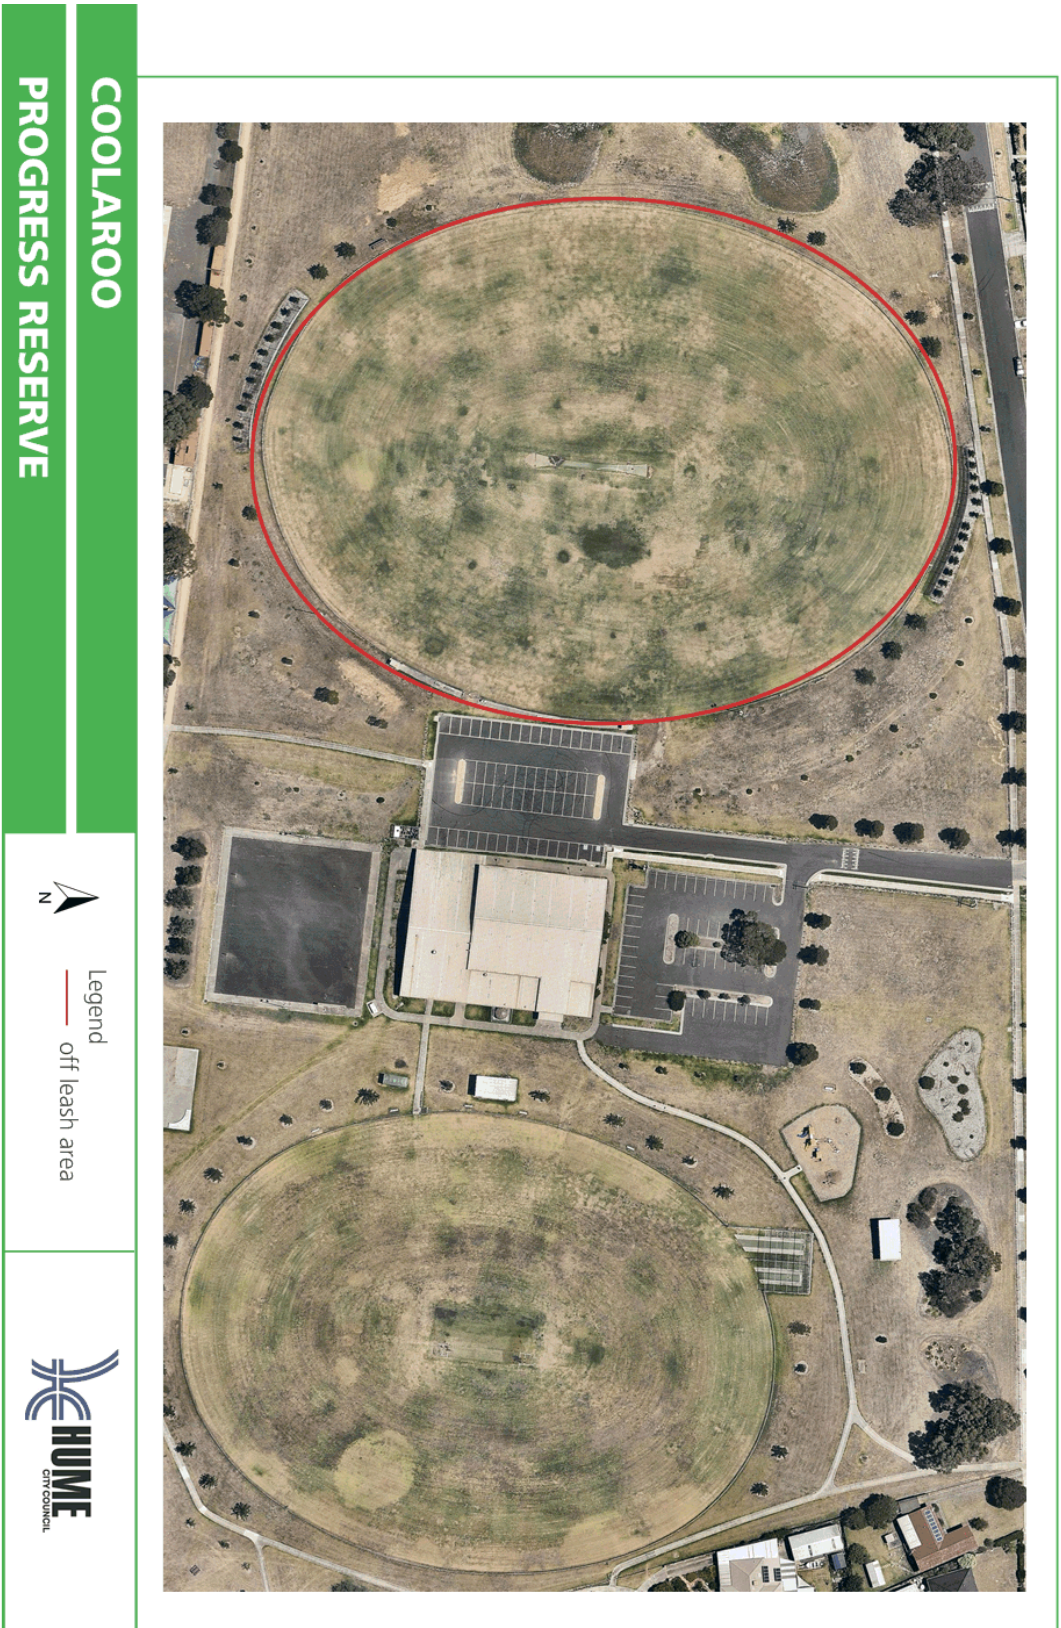 COOLAROO
PROGRESS RESERVE
N
Legend
off leash area
HUME
CITY COUNCIL